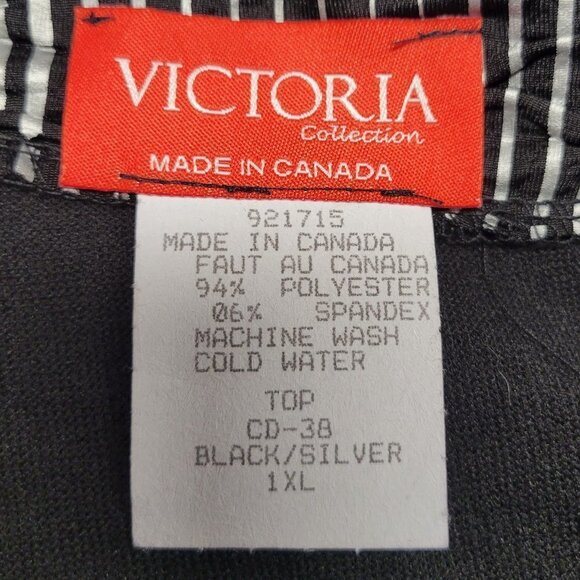 VICTORIA
Collection
MADE IN CANADA
921715
MADE IN CANADA
FAUT AU CANADA
94% POLYESTER
06% SPANDEX
MACHINE WASH
COLD WATER
TOP
CD-38
BLACK/SILVER
1XL